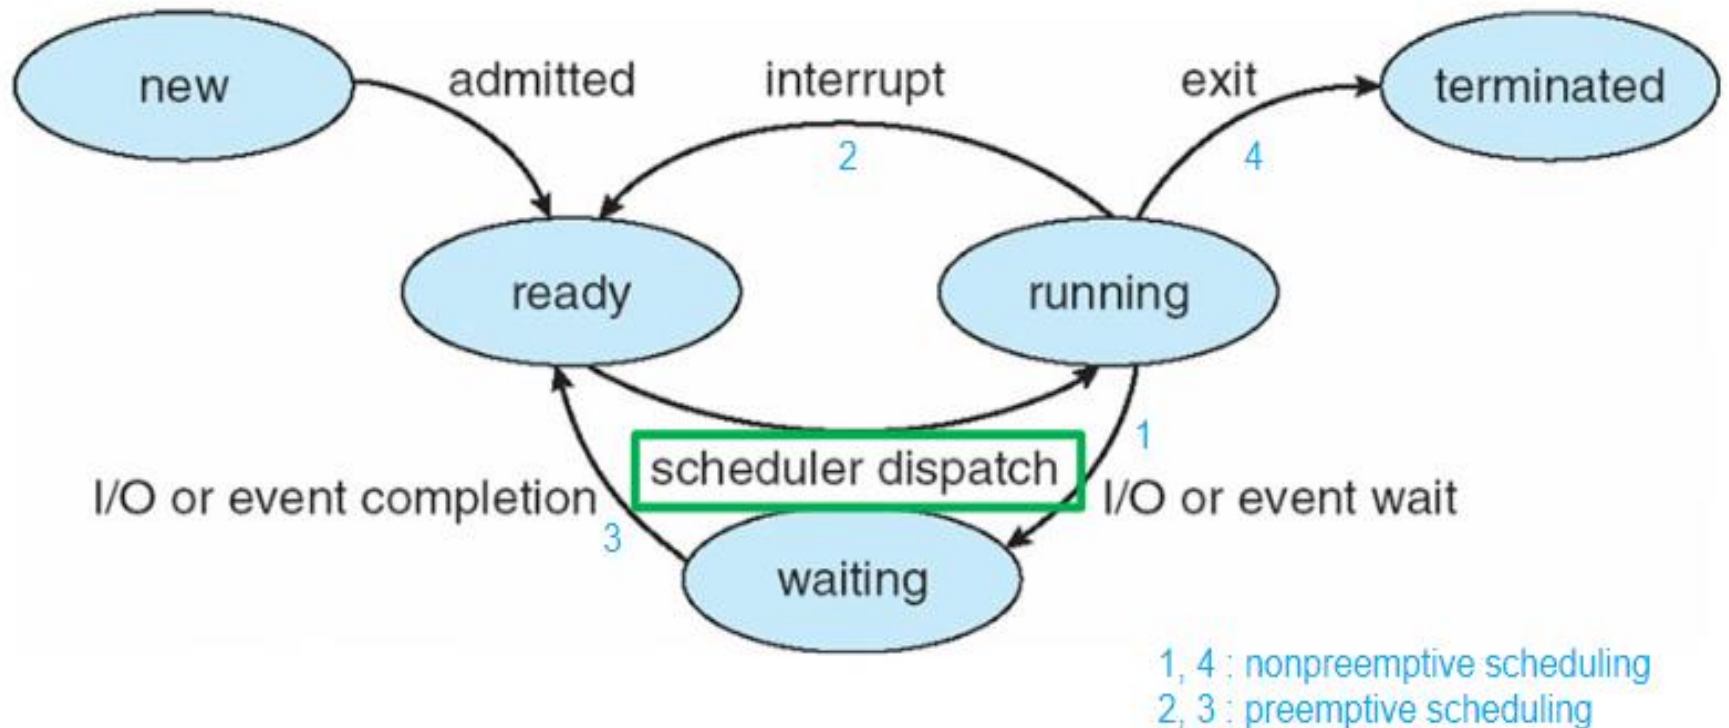 new
admitted
interrupt
exit
terminated
2
4
ready
running
1
scheduler dispatch
I/O or event completion
I/O or event wait
3
waiting
1, 4 : nonpreemptive scheduling
2, 3 : preemptive scheduling